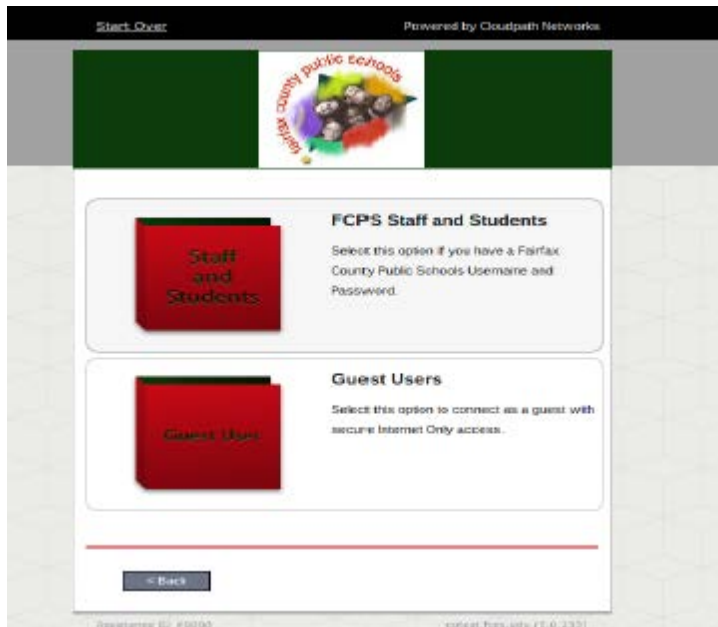 Start Over
Powered by Cloudpath Networks
fairfax county public schools
Staff
and
Students
FCPS Staff and Students
Select this option if you have a Fairfax
County Public Schools Username and
Password.
Guest User
Guest Users
Select this option to connect as a guest with
secure Internet Only access.
< Back